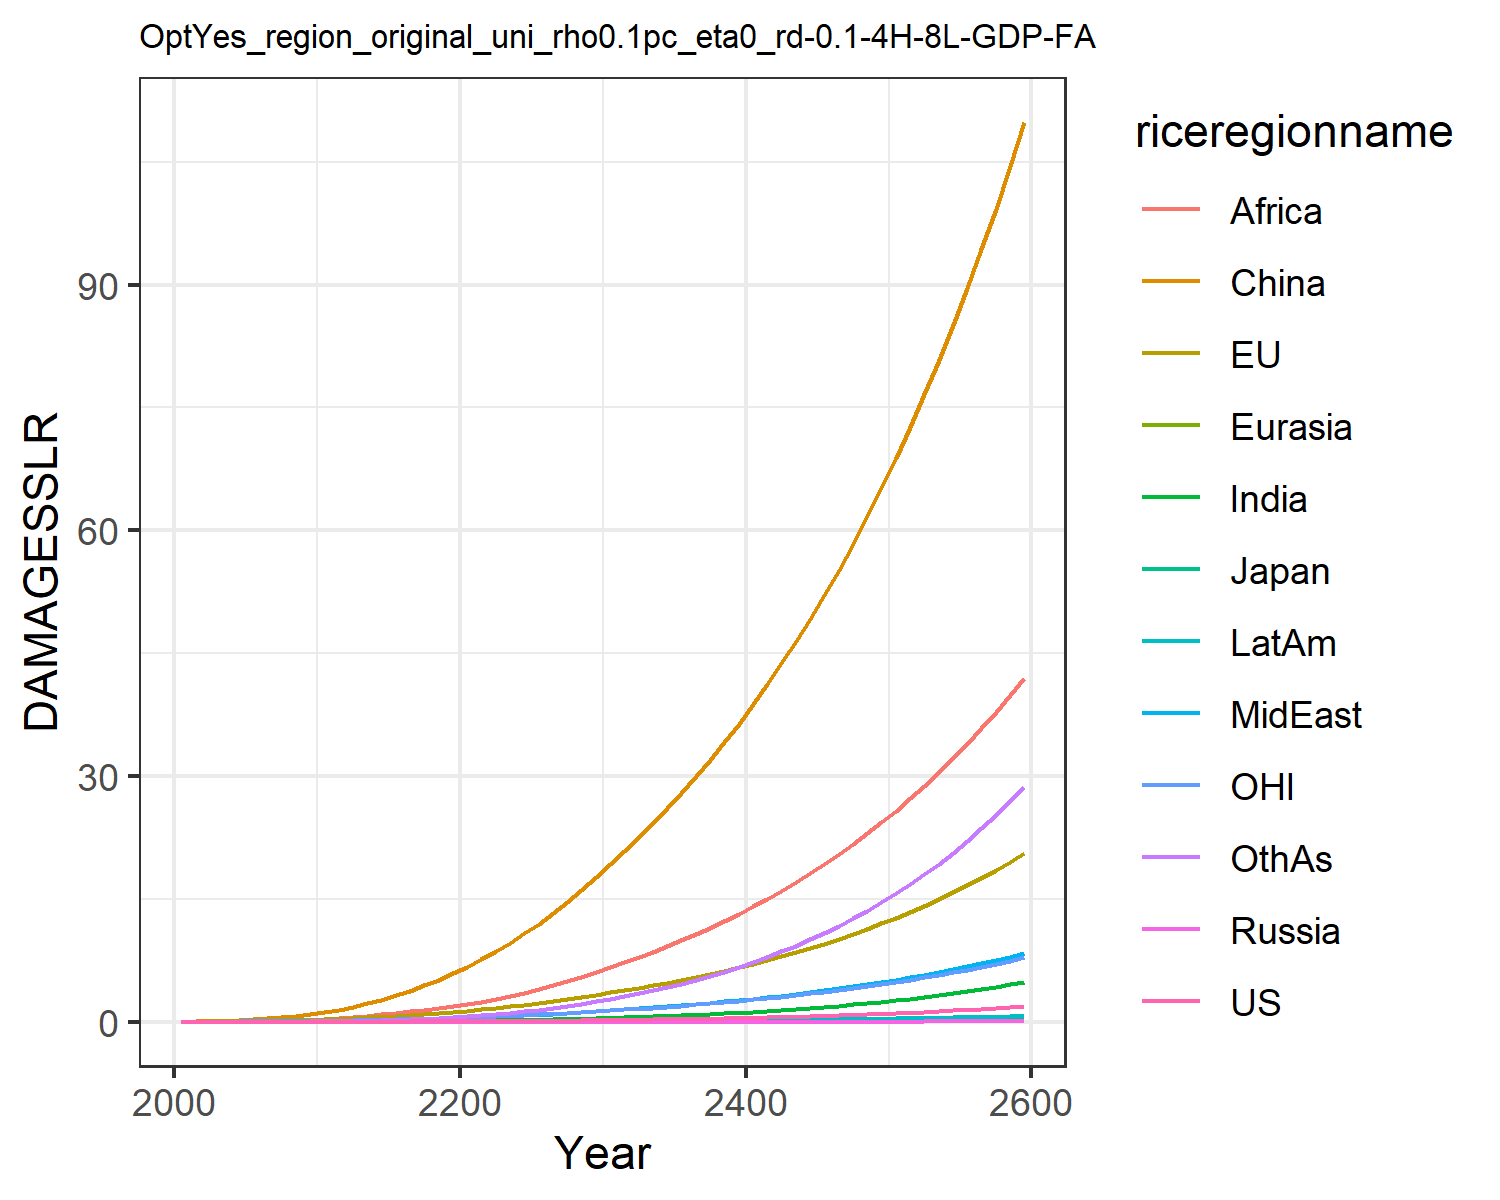 OptYes_region_original_uni_rho0.1pc_eta0_rd-0.1-4H-8L-GDP-FA
DAMAGESSLR
90
60
30
0
2000 2200 2400 2600
Year
riceregionname
Africa
China
EU
Eurasia
India
Japan
LatAm
MidEast
OHI
OthAs
Russia
US